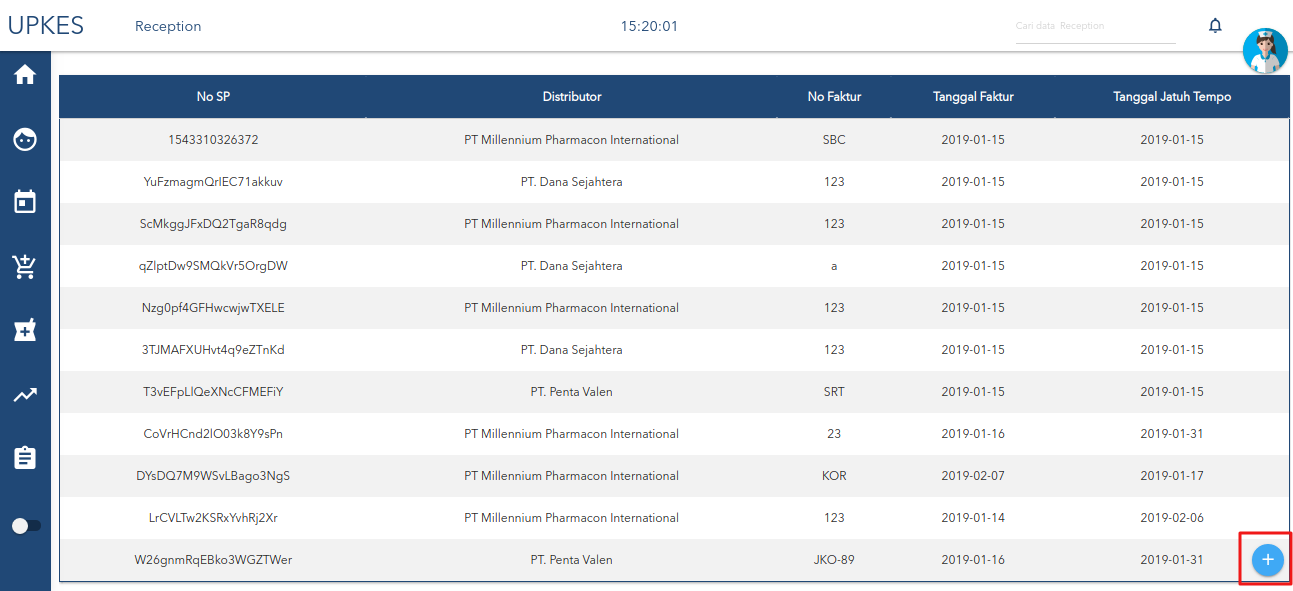 UPKES Reception 15:20:01 Cari data Reception
No SP Distributor No Faktur Tanggal Faktur Tanggal Jatuh Tempo
1543310326372 PT Millennium Pharmacon International SBC 2019-01-15 2019-01-15
YuFzmagmQrIEC71akkuv PT. Dana Sejahtera 123 2019-01-15 2019-01-15
ScMkggJFxDQ2TgaR8qdg PT Millennium Pharmacon International 123 2019-01-15 2019-01-15
qZlptDw9SMQkVr5OrgDW PT. Dana Sejahtera a 2019-01-15 2019-01-15
Nzg0pf4GFHwcwjwTXELE PT Millennium Pharmacon International 123 2019-01-15 2019-01-15
3TJMAFXUHvt4q9eZTnKd PT. Dana Sejahtera 123 2019-01-15 2019-01-15
T3vEFpLlQeXNcCFMEFiY PT. Penta Valen SRT 2019-01-15 2019-01-15
CoVrHCnd2lO03k8Y9sPn PT Millennium Pharmacon International 23 2019-01-16 2019-01-31
DYsDQ7M9WSvLBago3NgS PT Millennium Pharmacon International KOR 2019-02-07 2019-01-17
LrCVLTw2KSRxYvhRj2Xr PT Millennium Pharmacon International 123 2019-01-14 2019-02-06
W26gnmRqEBko3WGZTWer PT. Penta Valen JKO-89 2019-01-16 2019-01-31